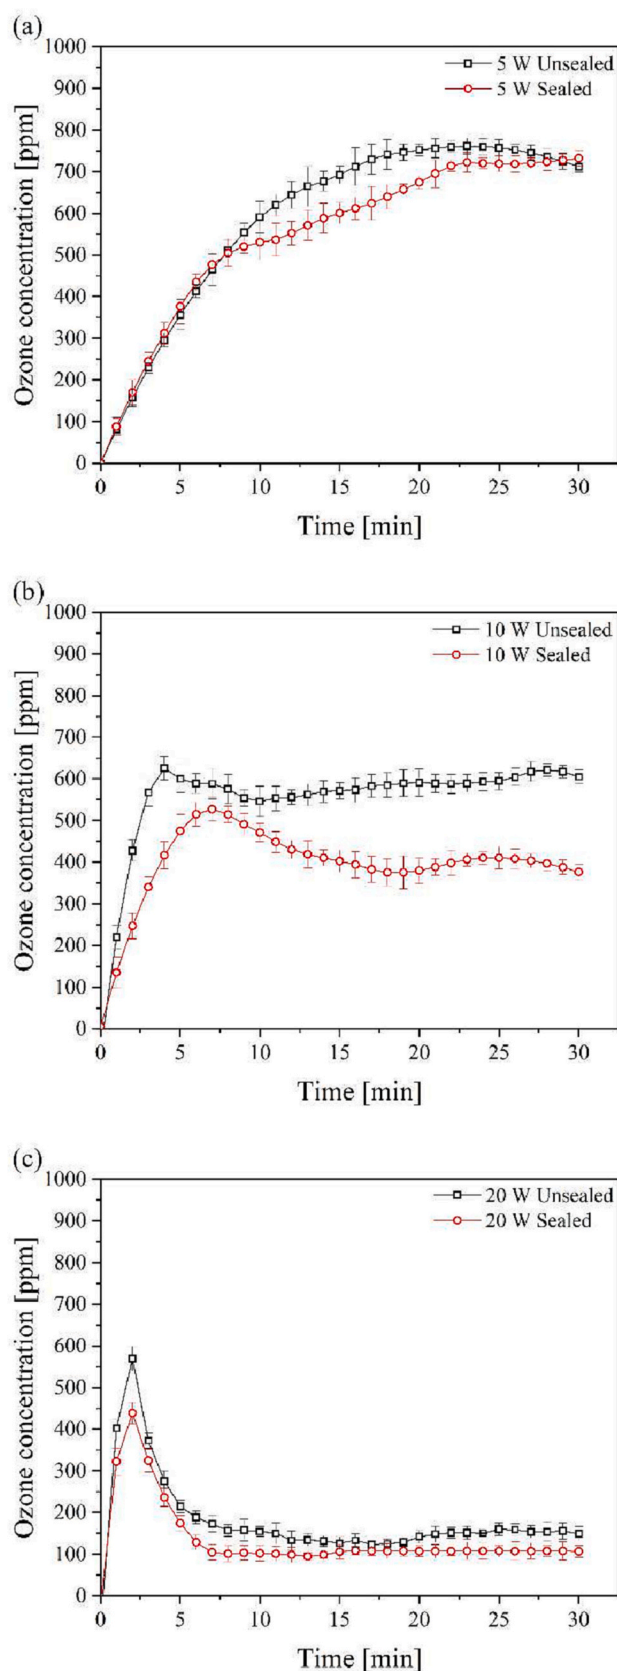 (a)
1000
900
800
700
600
500
400
300
200
100
0
Ozone concentration [ppm]
5 W Unsealed
5 W Sealed
0 5 10 15 20 25 30
Time [min]
(b)
1000
900
800
700
600
500
400
300
200
100
0
Ozone concentration [ppm]
10 W Unsealed
10 W Sealed
0 5 10 15 20 25 30
Time [min]
(c)
1000
900
800
700
600
500
400
300
200
100
0
Ozone concentration [ppm]
20 W Unsealed
20 W Sealed
0 5 10 15 20 25 30
Time [min]